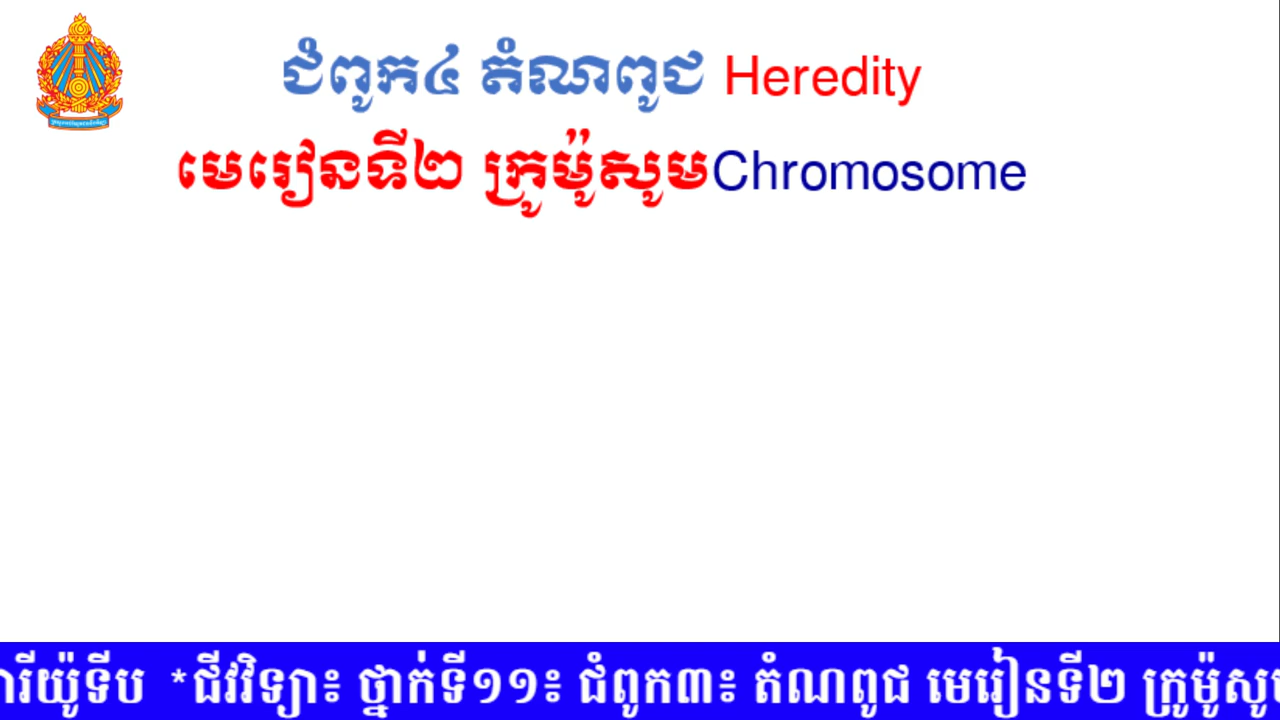 ជំពូក៤ តំណពូជ Heredity
មេរៀនទី២ ក្រូម៉ូសូមChromosome
រីយ៉ូទីប *ជីវវិទ្យា៖ ថ្នាក់ទី១១៖ ជំពូក៣៖ តំណពូជ មេរៀនទី២ ក្រូម៉ូសូ